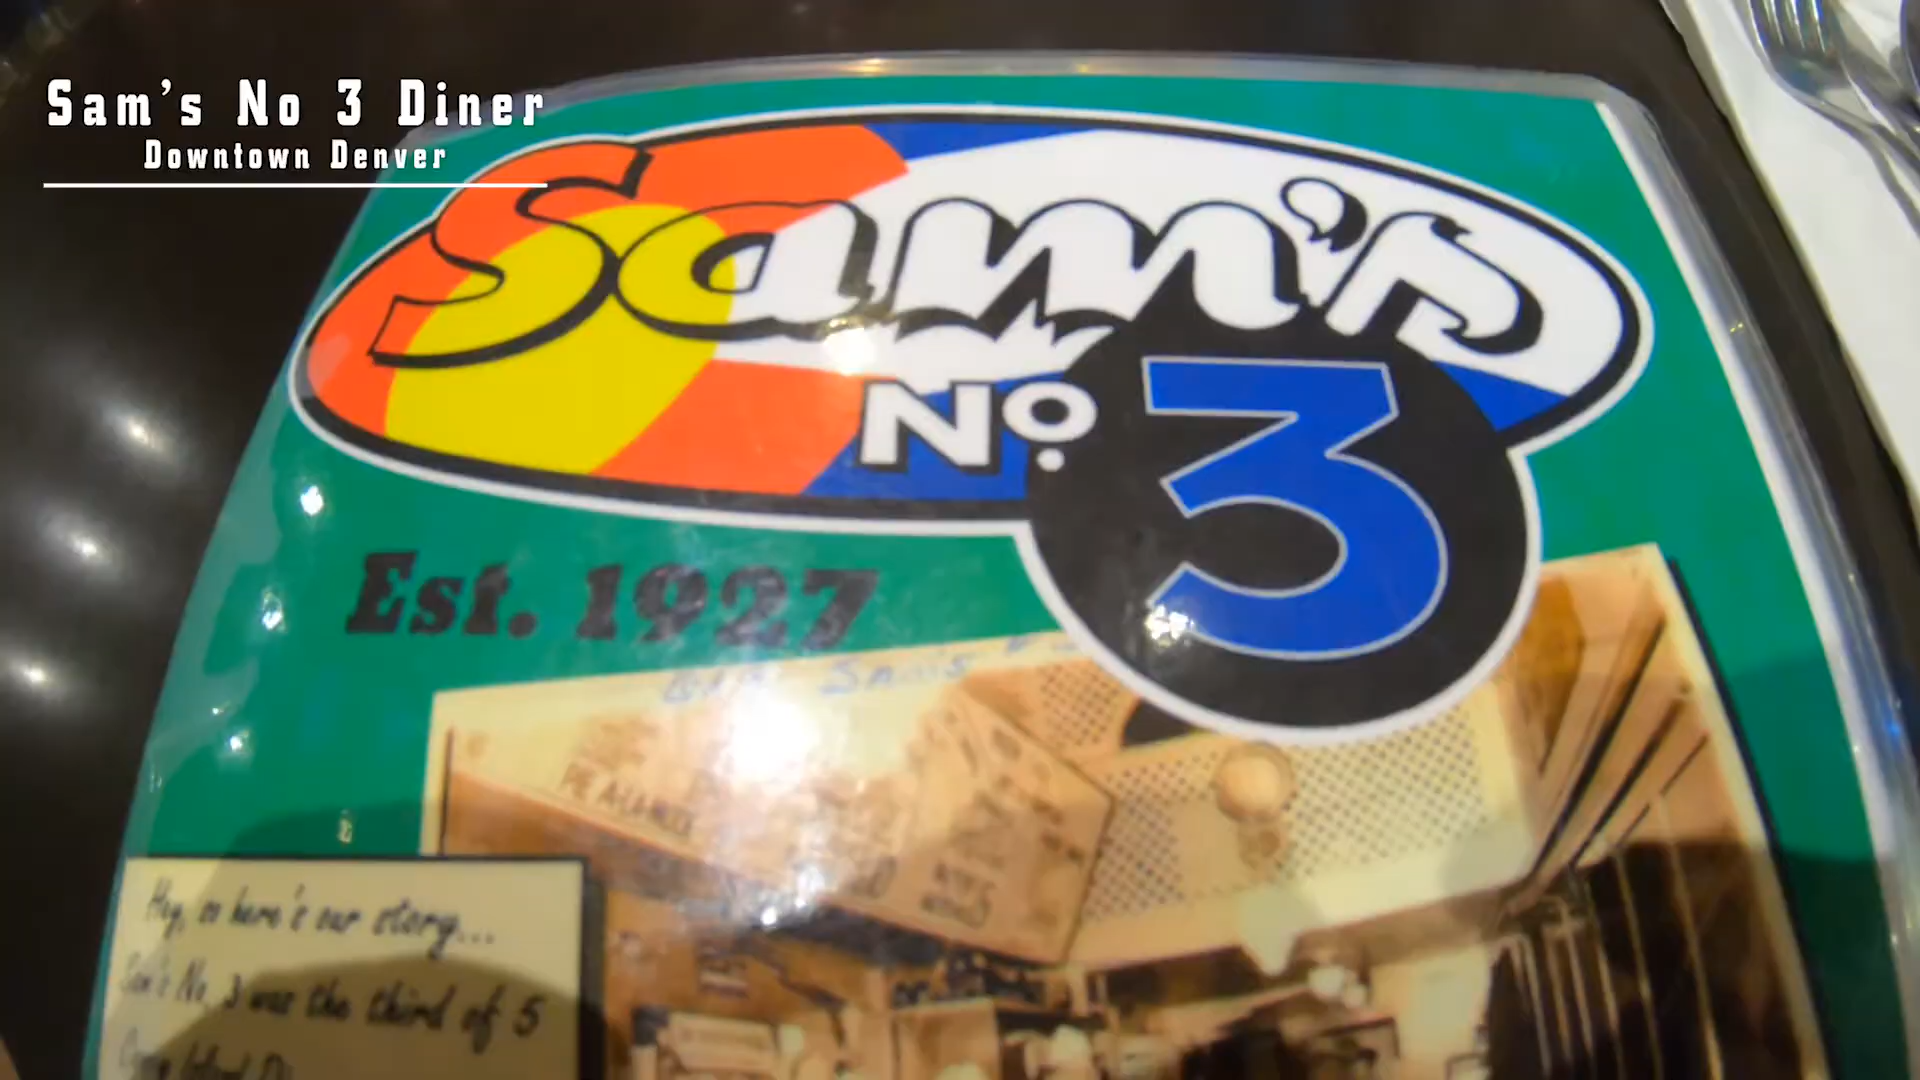 Sam's No 3 Diner
Downtown Denver
Sam's
No. 3
Est. 1927
Sam's
Hey, so here's our story...
Sam's No. 3 was the third of 5